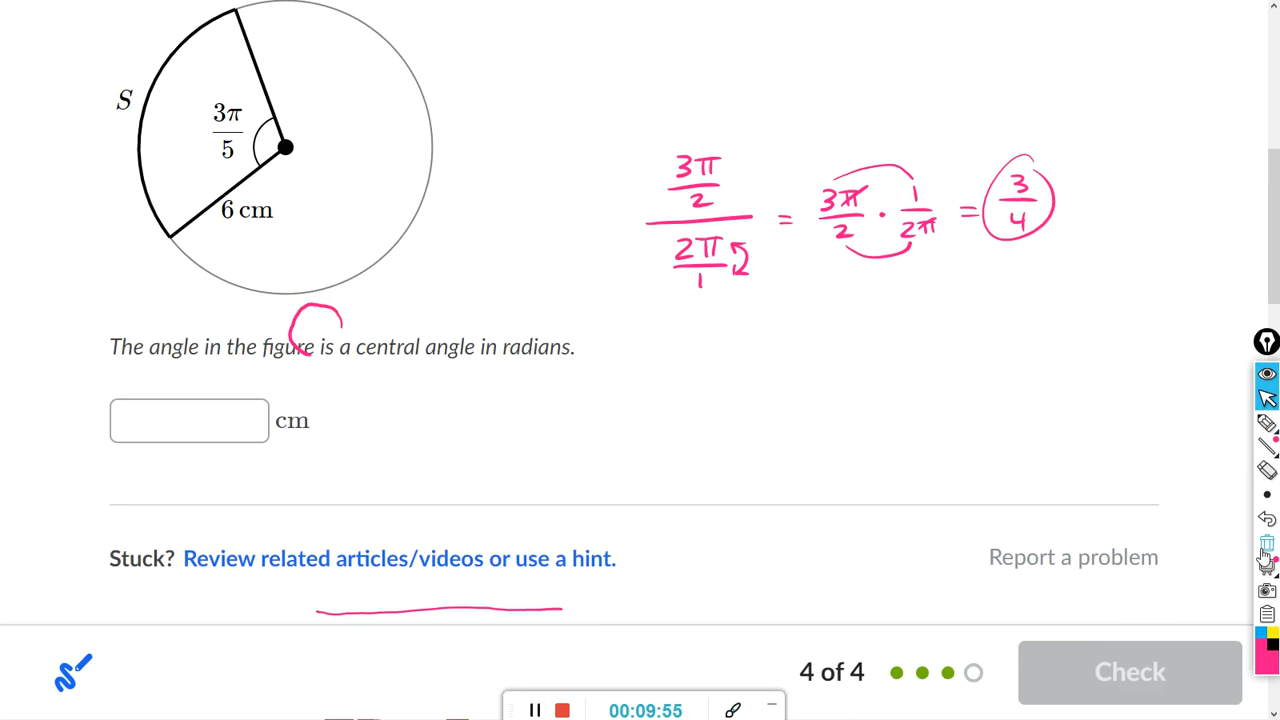 S
3π/5
6 cm
(3π/2)/(2π/1) = 3π/2 · 1/2π = 3/4
The angle in the figure is a central angle in radians.
cm
Stuck? Review related articles/videos or use a hint.
Report a problem
4 of 4
Check
00:09:55